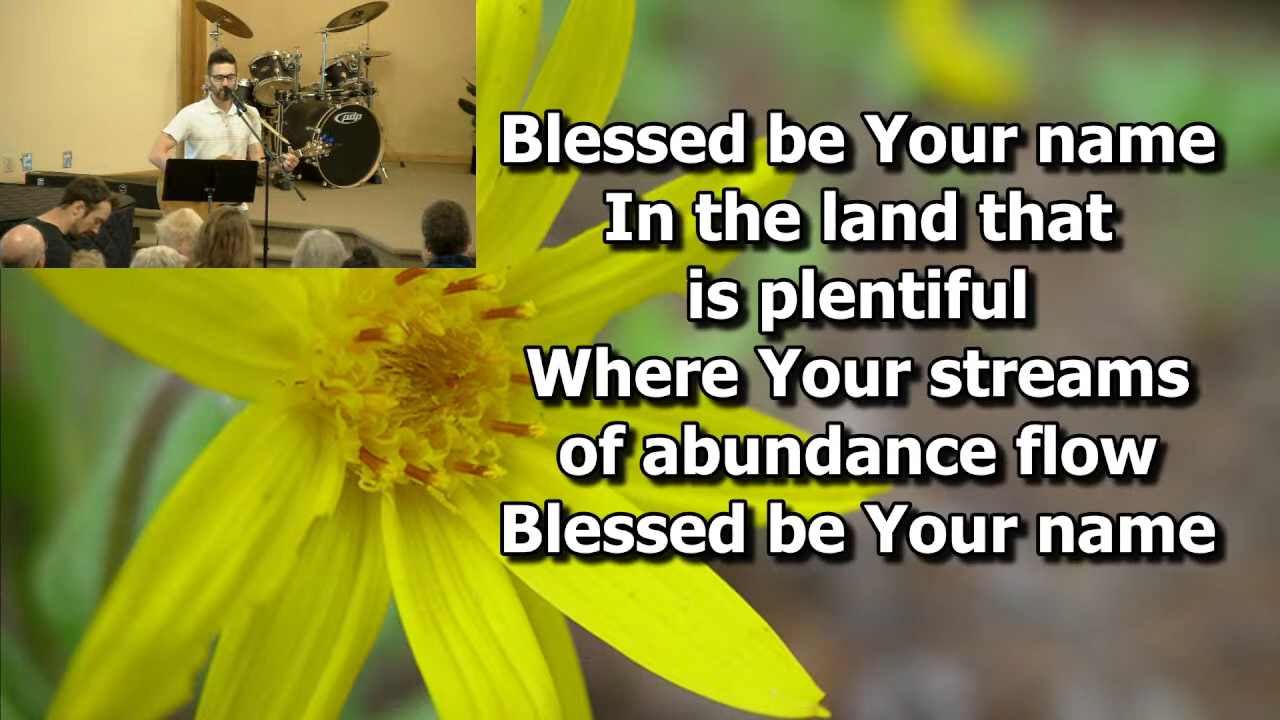 pdp
Blessed be Your name
In the land that
is plentiful
Where Your streams
of abundance flow
Blessed be Your name